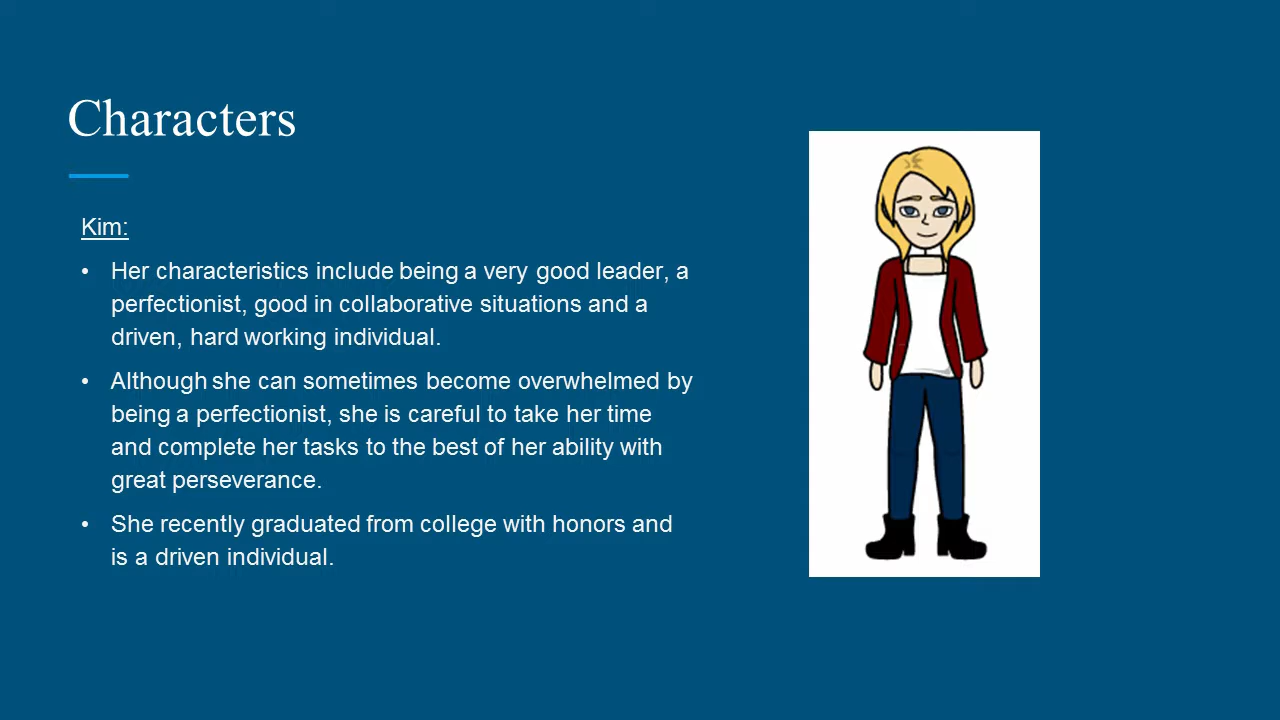 Characters
Kim:
• Her characteristics include being a very good leader, a
perfectionist, good in collaborative situations and a
driven, hard working individual.
• Although she can sometimes become overwhelmed by
being a perfectionist, she is careful to take her time
and complete her tasks to the best of her ability with
great perseverance.
• She recently graduated from college with honors and
is a driven individual.